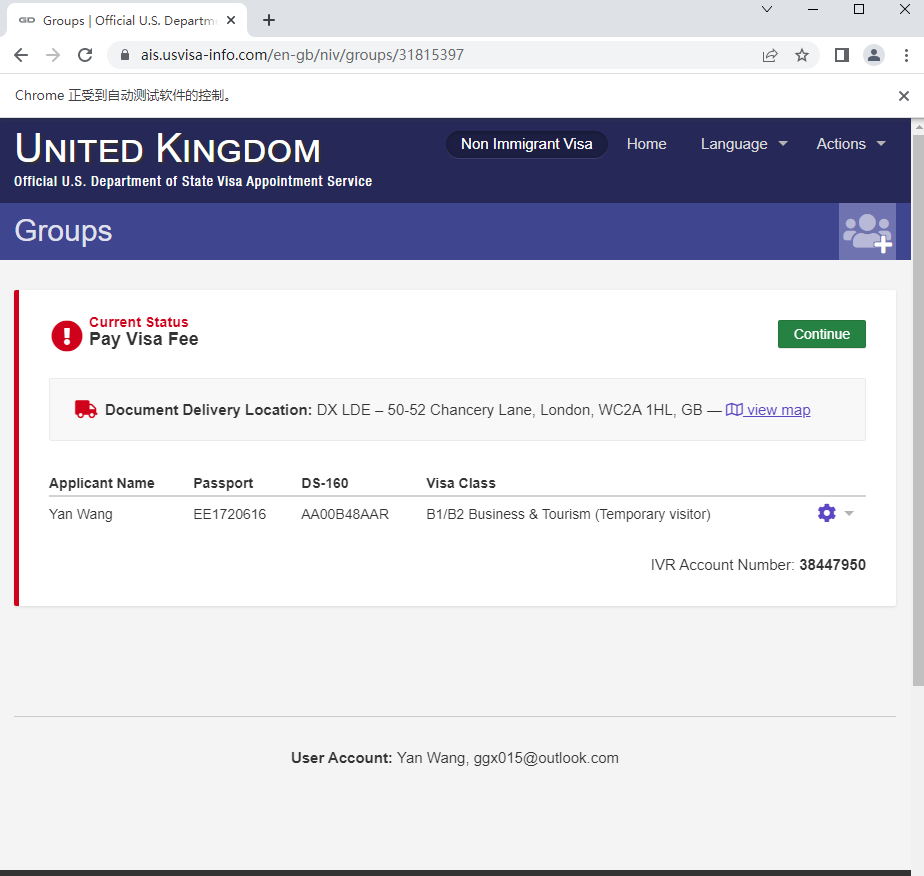 Groups | Official U.S. Departm
ais.usvisa-info.com/en-gb/niv/groups/31815397
Chrome 正受到自动测试软件的控制。
UNITED KINGDOM
Official U.S. Department of State Visa Appointment Service
Non Immigrant Visa Home Language Actions
Groups
Current Status
Pay Visa Fee
Continue
Document Delivery Location: DX LDE – 50-52 Chancery Lane, London, WC2A 1HL, GB — view map
Applicant Name Passport DS-160 Visa Class
Yan Wang EE1720616 AA00B48AAR B1/B2 Business & Tourism (Temporary visitor)
IVR Account Number: 38447950
User Account: Yan Wang, ggx015@outlook.com